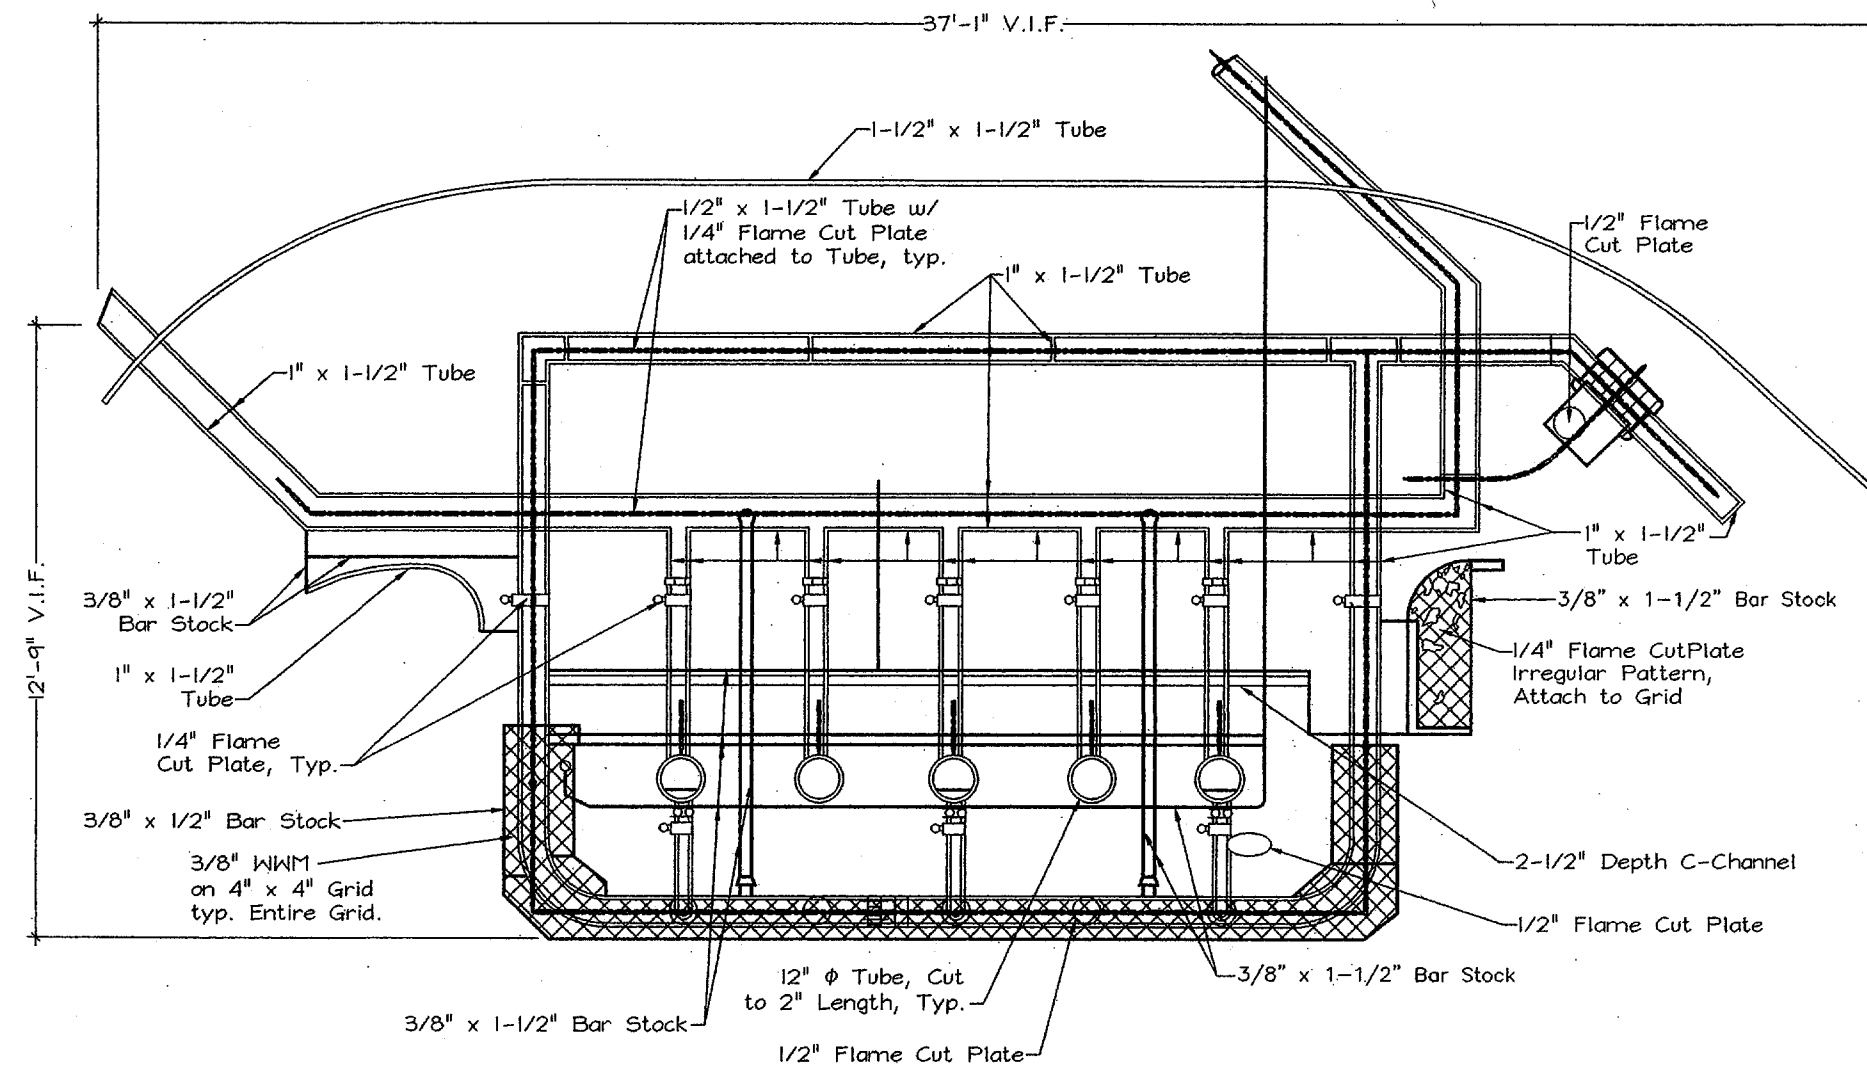 37'-1" V.I.F.
1-1/2" x 1-1/2" Tube
1/2" x 1-1/2" Tube w/
1/4" Flame Cut Plate
attached to Tube, typ.
1/2" Flame
Cut Plate
1" x 1-1/2" Tube
1" x 1-1/2" Tube
12'-9" V.I.F.
1" x 1-1/2"
Tube
3/8" x 1-1/2"
Bar Stock
3/8" x 1-1/2" Bar Stock
1/4" Flame CutPlate
Irregular Pattern,
Attach to Grid
1" x 1-1/2"
Tube
1/4" Flame
Cut Plate, Typ.
3/8" x 1/2" Bar Stock
3/8" WWM
on 4" x 4" Grid
typ. Entire Grid.
2-1/2" Depth C-Channel
1/2" Flame Cut Plate
12" ϕ Tube, Cut
to 2" Length, Typ.
3/8" x 1-1/2" Bar Stock
3/8" x 1-1/2" Bar Stock
1/2" Flame Cut Plate